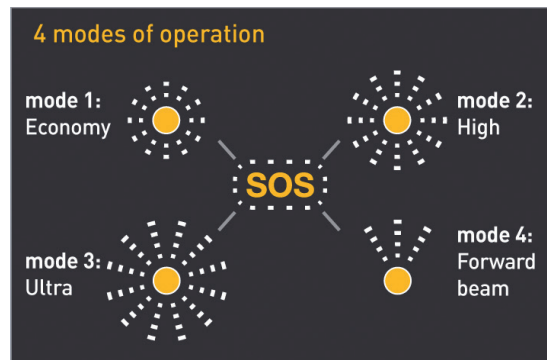 4 modes of operation
mode 1:
Economy
mode 2:
High
SOS
mode 3:
Ultra
mode 4:
Forward
beam